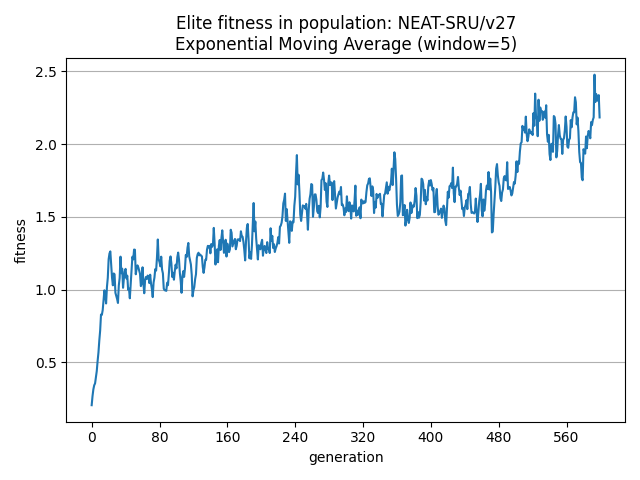 Elite fitness in population: NEAT-SRU/v27
Exponential Moving Average (window=5)
2.5
2.0
1.5
1.0
0.5
fitness
0 80 160 240 320 400 480 560
generation